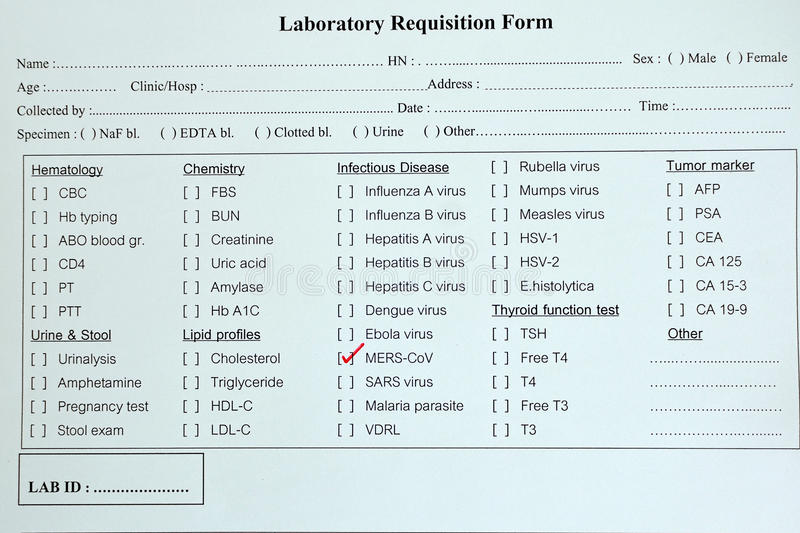 Laboratory Requisition Form
Name :.................................................................................... HN : ............................................................ Sex : ( ) Male ( ) Female
Age :................ Clinic/Hosp : ........................................................ Address : ....................................................
Collected by :............................................................................ Date : ................................................... Time :............................
Specimen : ( ) NaF bl. ( ) EDTA bl. ( ) Clotted bl. ( ) Urine ( ) Other............................................................................
Hematology
[ ] CBC
[ ] Hb typing
[ ] ABO blood gr.
[ ] CD4
[ ] PT
[ ] PTT
Urine & Stool
[ ] Urinalysis
[ ] Amphetamine
[ ] Pregnancy test
[ ] Stool exam
Chemistry
[ ] FBS
[ ] BUN
[ ] Creatinine
[ ] Uric acid
[ ] Amylase
[ ] Hb A1C
Lipid profiles
[ ] Cholesterol
[ ] Triglyceride
[ ] HDL-C
[ ] LDL-C
Infectious Disease
[ ] Influenza A virus
[ ] Influenza B virus
[ ] Hepatitis A virus
[ ] Hepatitis B virus
[ ] Hepatitis C virus
[ ] Dengue virus
[ ] Ebola virus
[✓] MERS-CoV
[ ] SARS virus
[ ] Malaria parasite
[ ] VDRL
[ ] Rubella virus
[ ] Mumps virus
[ ] Measles virus
[ ] HSV-1
[ ] HSV-2
[ ] E.histolytica
Thyroid function test
[ ] TSH
[ ] Free T4
[ ] T4
[ ] Free T3
[ ] T3
Tumor marker
[ ] AFP
[ ] PSA
[ ] CEA
[ ] CA 125
[ ] CA 15-3
[ ] CA 19-9
Other
......................................
......................................
......................................
......................................
LAB ID : .....................
dreamstime